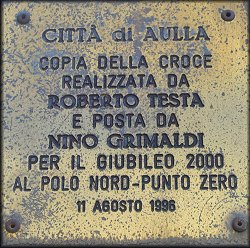 CITTÀ di AULLA
COPIA DELLA CROCE
REALIZZATA DA
ROBERTO TESTA
E POSTA DA
NINO GRIMALDI
PER IL GIUBILEO 2000
AL POLO NORD-PUNTO ZERO
11 AGOSTO 1996